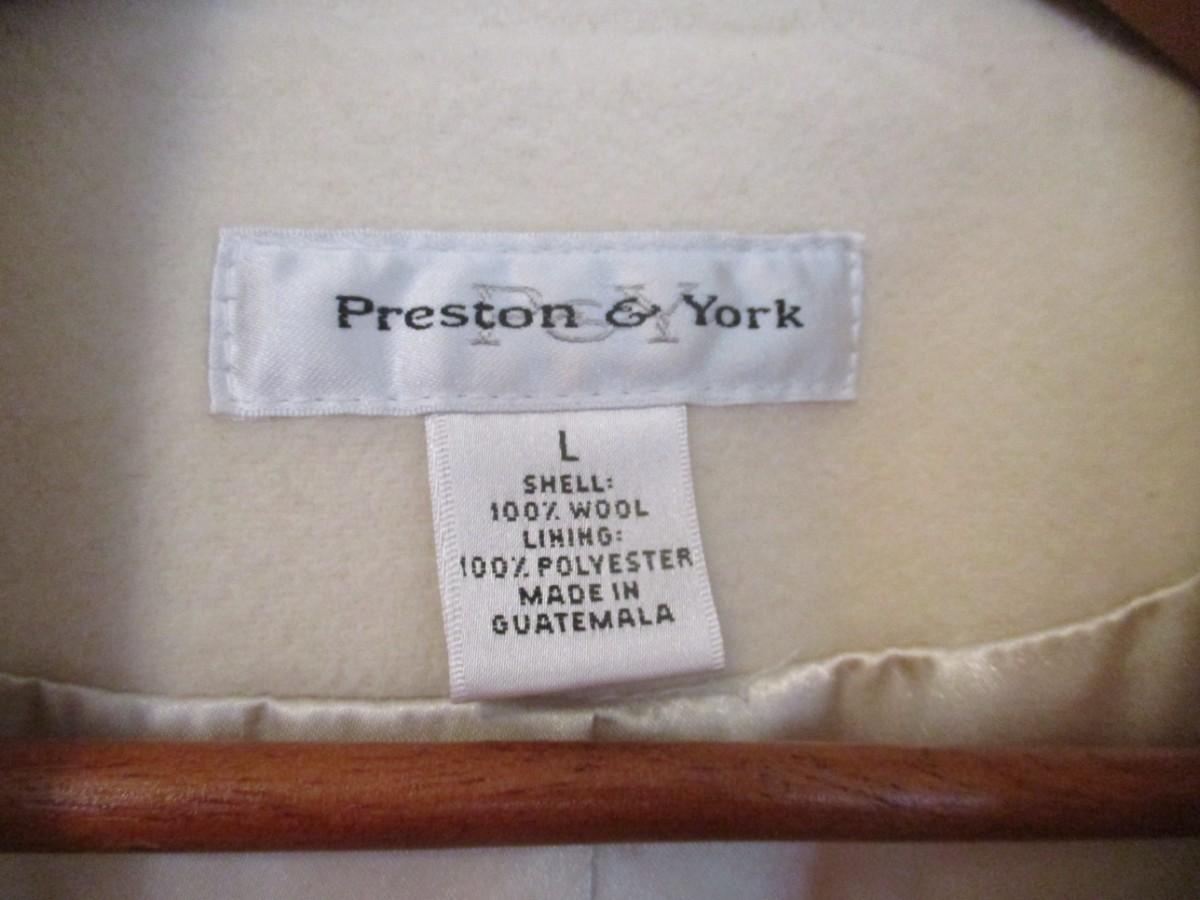 Preston & York
P&Y
L
SHELL:
100% WOOL
LINING:
100% POLYESTER
MADE IN
GUATEMALA